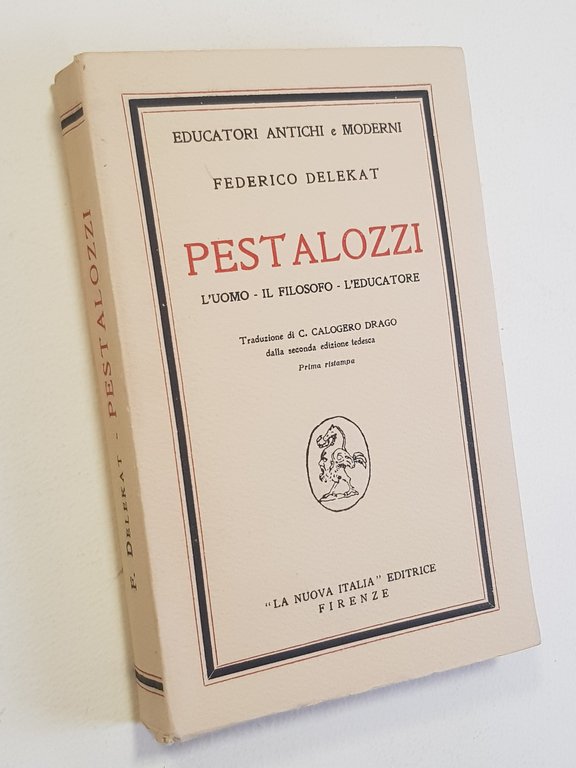 EDUCATORI ANTICHI e MODERNI
FEDERICO DELEKAT
PESTALOZZI
L'UOMO - IL FILOSOFO - L'EDUCATORE
Traduzione di C. CALOGERO DRAGO
dalla seconda edizione tedesca
Prima ristampa
"LA NUOVA ITALIA" EDITRICE
FIRENZE
F. DELEKAT - PESTALOZZI